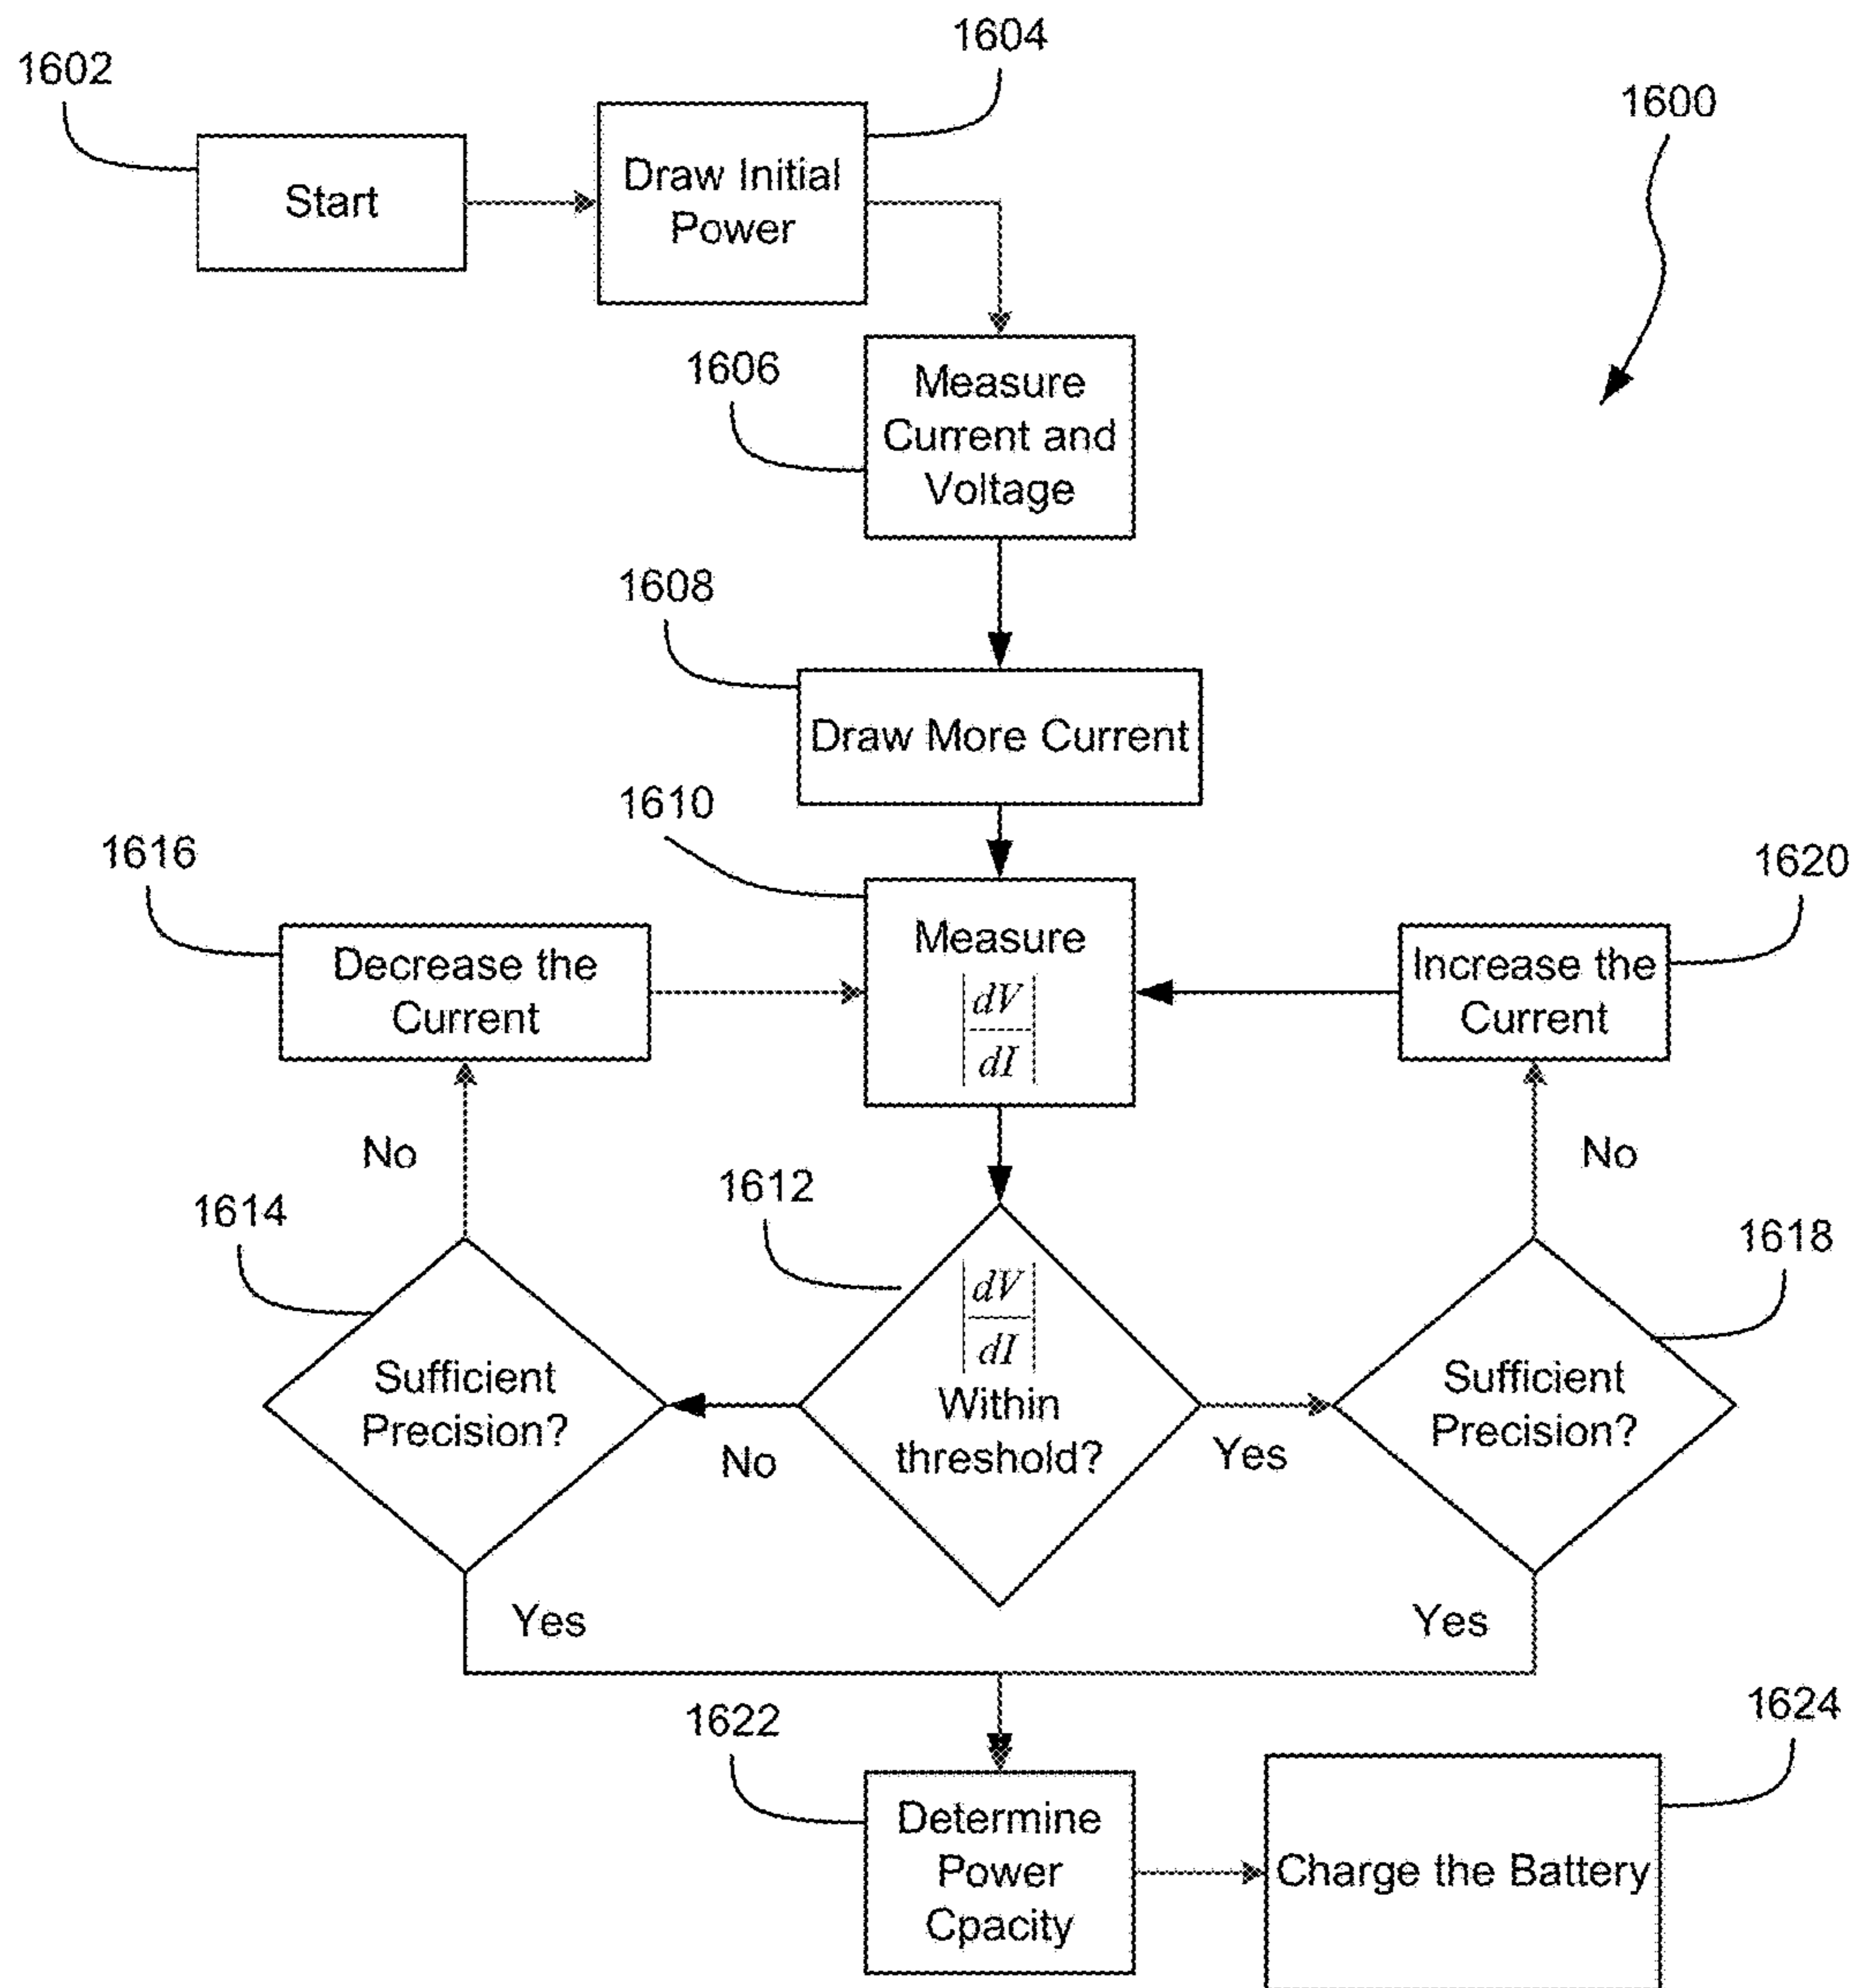 1604
1602
1600
Start
Draw Initial
Power
1606
Measure
Current and
Voltage
1608
Draw More Current
1610
1616
1620
Decrease the
Current
Measure
|dV
dI|
Increase the
Current
No
No
1614
1612
1618
Sufficient
Precision?
|dV
dI|
Within
threshold?
Sufficient
Precision?
No
Yes
Yes
Yes
1622
1624
Determine
Power
Cpacity
Charge the Battery